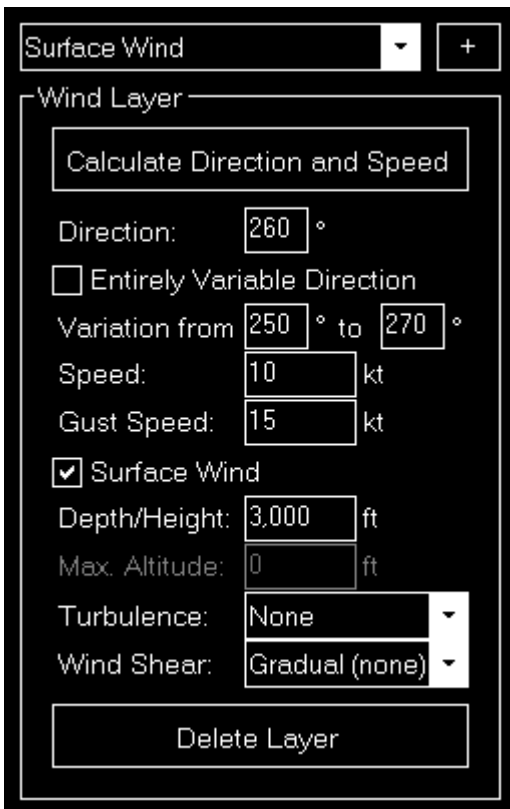 Surface Wind +
Wind Layer
Calculate Direction and Speed
Direction: 260 °
Entirely Variable Direction
Variation from 250 ° to 270 °
Speed: 10 kt
Gust Speed: 15 kt
Surface Wind
Depth/Height: 3,000 ft
Max. Altitude: 0 ft
Turbulence: None
Wind Shear: Gradual (none)
Delete Layer